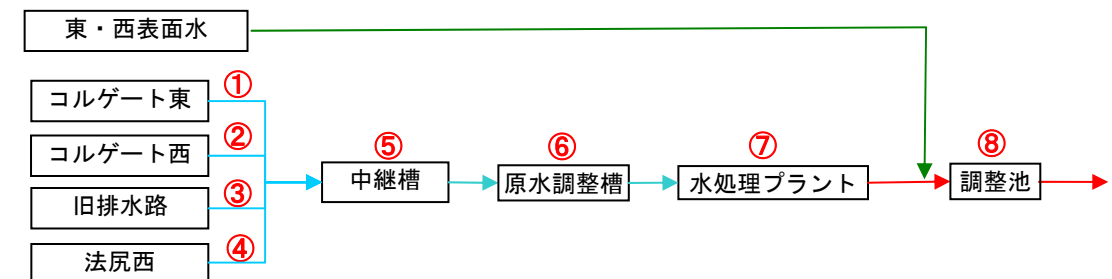 東・西表面水
コルゲート東
①
コルゲート西
②
旧排水路
③
法尻西
④
中継槽
⑤
原水調整槽
⑥
水処理プラント
⑦
調整池
⑧